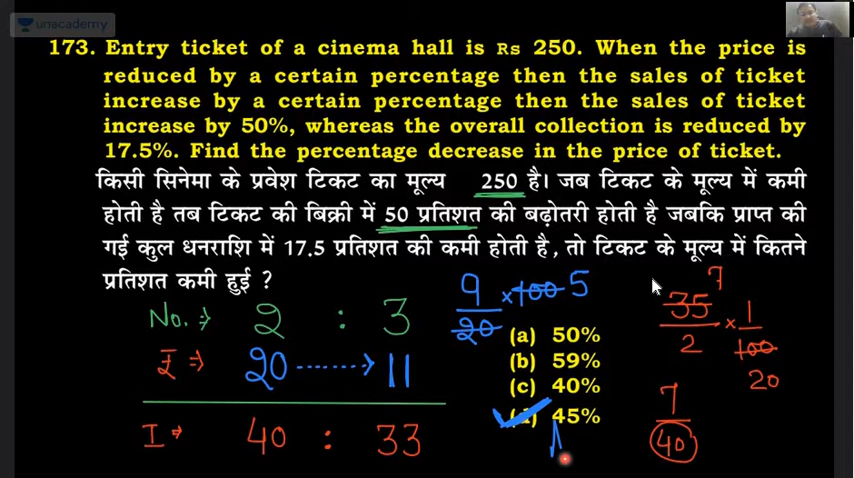 unacademy
173. Entry ticket of a cinema hall is Rs 250. When the price is
reduced by a certain percentage then the sales of ticket
increase by a certain percentage then the sales of ticket
increase by 50%, whereas the overall collection is reduced by
17.5%. Find the percentage decrease in the price of ticket.
किसी सिनेमा के प्रवेश टिकट का मूल्य 250 है। जब टिकट के मूल्य में कमी
होती है तब टिकट की बिक्री में 50 प्रतिशत की बढ़ोतरी होती है जबकि प्राप्त की
गई कुल धनराशि में 17.5 प्रतिशत की कमी होती है, तो टिकट के मूल्य में कितने
प्रतिशत कमी हुई ?
No. ⇒ 2 : 3
₹ ⇒ 20 -------> 11
I ⇒ 40 : 33
9/20 × 100 5
(a) 50%
(b) 59%
(c) 40%
(d) 45%
7
35/2 × 1/100
20
7/40